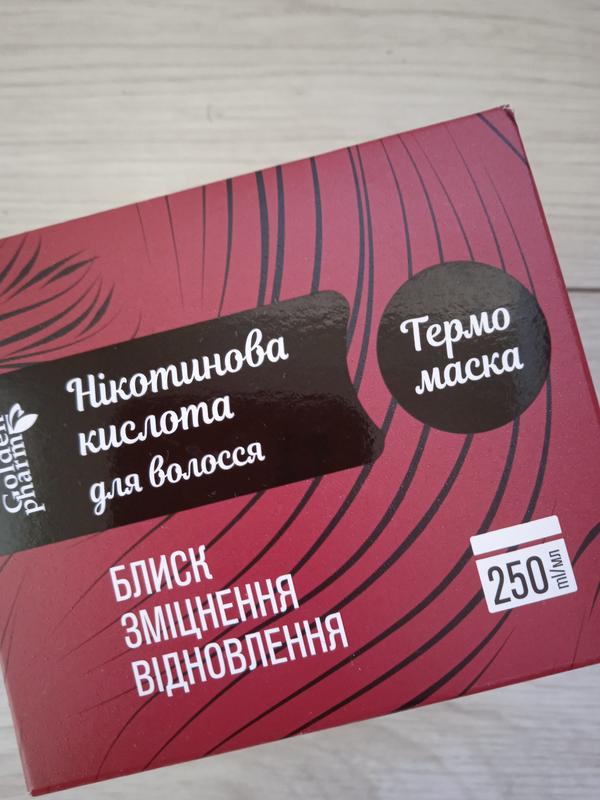 Термо
маска
Нікотинова
кислота
для волосся
Golden
pharm
БЛИСК
ЗМІЦНЕННЯ
ВІДНОВЛЕННЯ
250 ml/мл